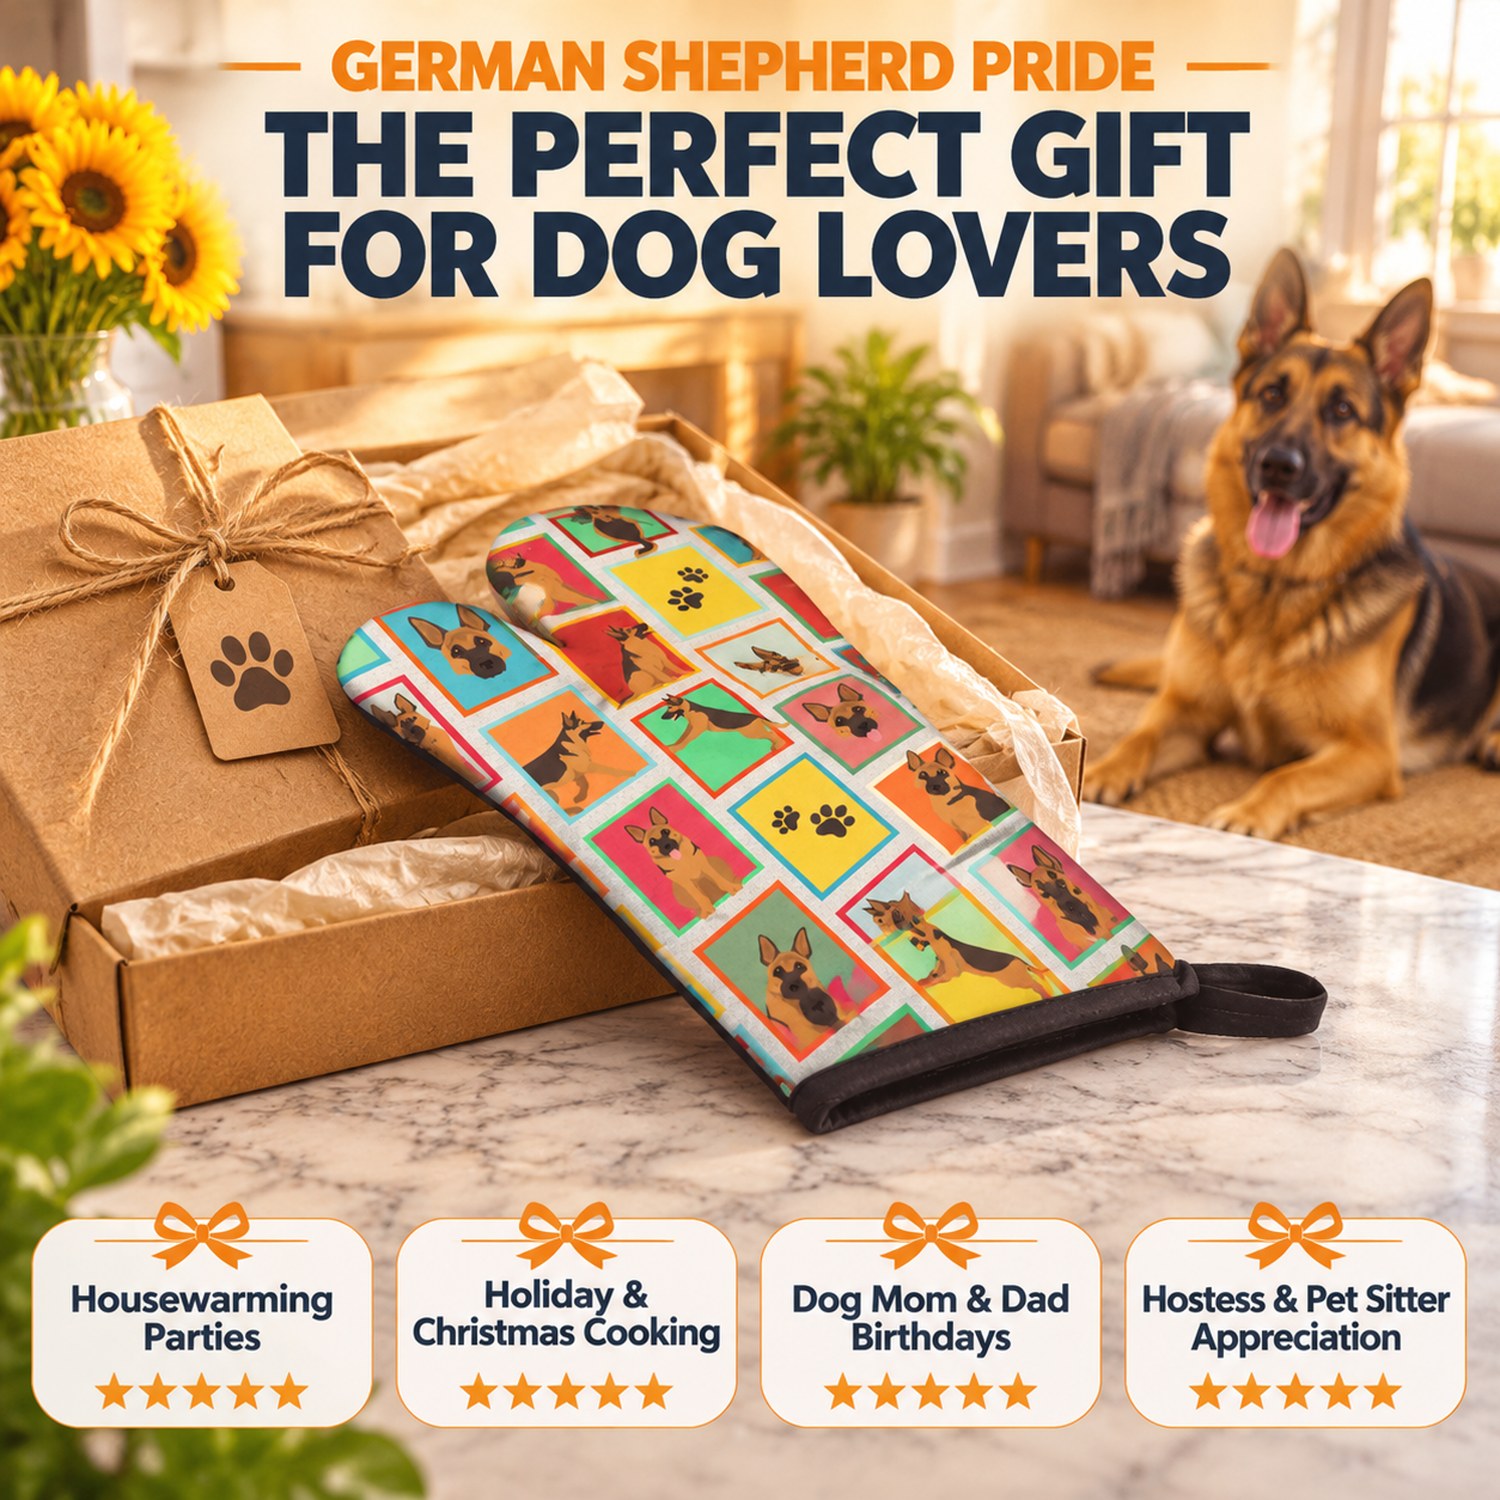 GERMAN SHEPHERD PRIDE
THE PERFECT GIFT
FOR DOG LOVERS
Housewarming
Parties
Holiday &
Christmas Cooking
Dog Mom & Dad
Birthdays
Hostess & Pet Sitter
Appreciation